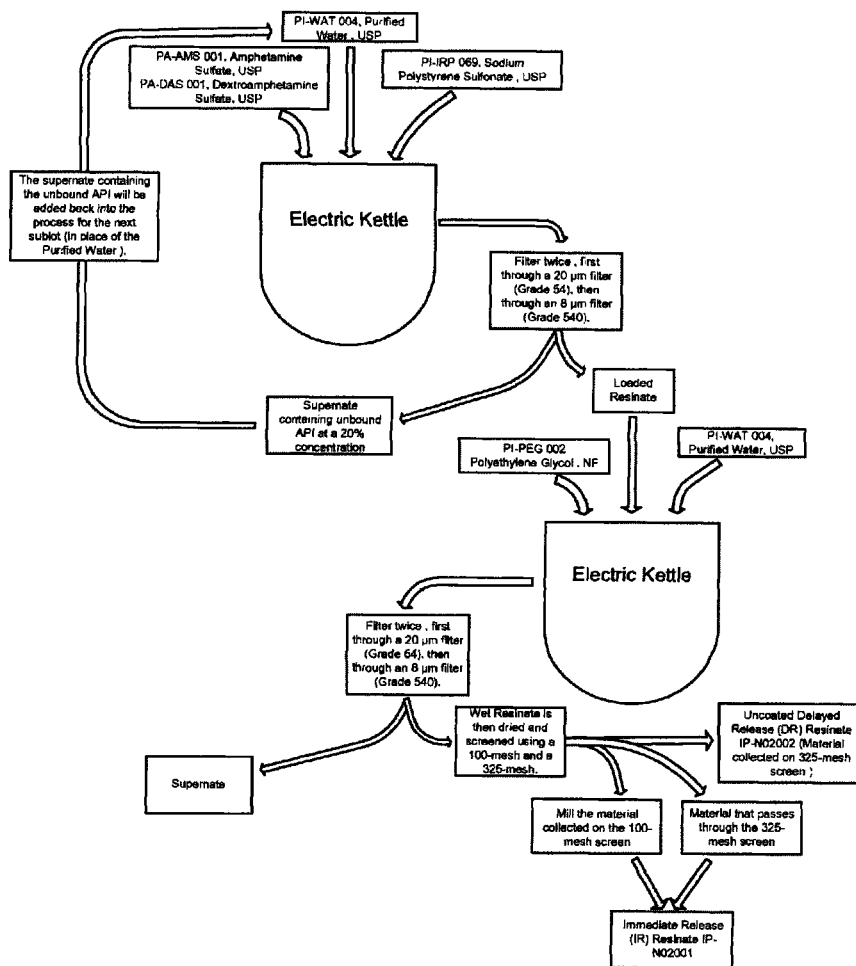 PI-WAT 004, Purified
Water , USP
PA-AMS 001, Amphetamine
Sulfate, USP
PA-DAS 001, Dextroamphetamine
Sulfate, USP
PI-IRP 069, Sodium
Polystyrene Sulfonate , USP
The supernate containing
the unbound API will be
added back into the
process for the next
sublot (in place of the
Purified Water ).
Electric Kettle
Filter twice , first
through a 20 µm filter
(Grade 54), then
through an 8 µm filter
(Grade 540).
Loaded
Resinate
Supernate
containing unbound
API at a 20%
concentration
PI-PEG 002
Polyethylene Glycol , NF
PI-WAT 004,
Purified Water, USP
Electric Kettle
Filter twice , first
through a 20 µm filter
(Grade 54), then
through an 8 µm filter
(Grade 540).
Wet Resinate is
then dried and
screened using a
100-mesh and a
325-mesh.
Uncoated Delayed
Release (DR) Resinate
IP-N02002 (Material
collected on 325-mesh
screen )
Supernate
Mill the material
collected on the 100-
mesh screen
Material that passes
through the 325-
mesh screen
Immediate Release
(IR) Resinate IP-
N02001